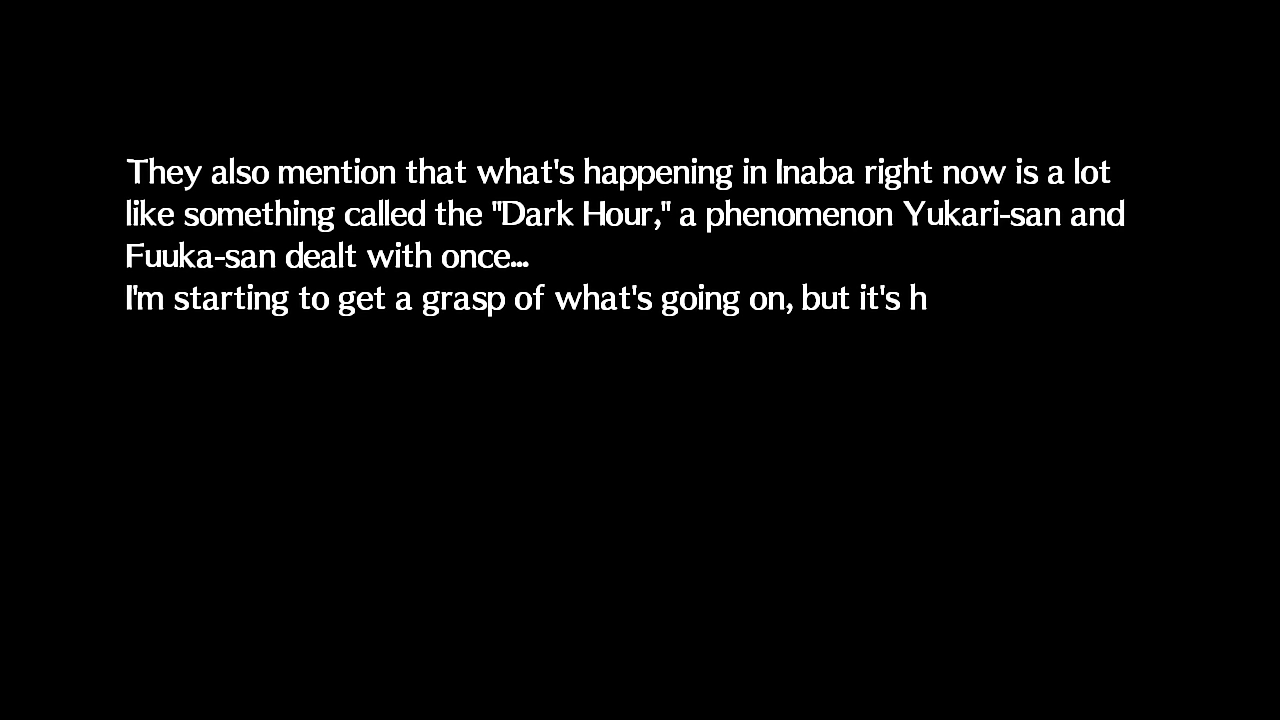 They also mention that what's happening in Inaba right now is a lot
like something called the "Dark Hour," a phenomenon Yukari-san and
Fuuka-san dealt with once...
I'm starting to get a grasp of what's going on, but it's h